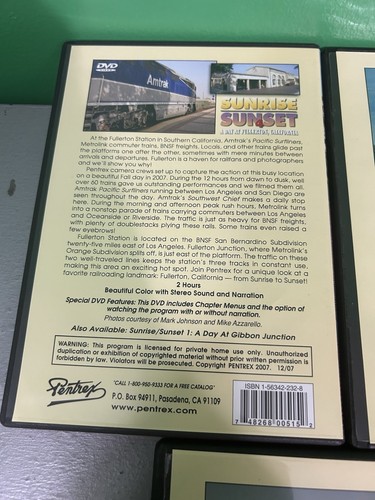 DVD
Amtrak
SUNRISE
SUNSET
A DAY AT FULLERTON, CALIFORNIA
At the Fullerton Station in Southern California, Amtrak's Pacific Surfliners,
Metrolink commuter trains, BNSF freights, Locals, and other trains glide past
the platforms one after the other, sometimes with mere minutes between
arrivals and departures. Fullerton is a haven for railfans and photographers
and we'll show you why!
Pentrex camera crews set up to capture the action at this busy location
on a beautiful Fall day in 2007. During the 12 hours from dawn to dusk, well
over 60 trains gave us outstanding performances and we filmed them all.
Amtrak Pacific Surfliners running between Los Angeles and San Diego are
seen throughout the day. Amtrak's Southwest Chief makes a daily stop
here. During the morning and afternoon peak rush hours, Metrolink turns
into a nonstop parade of trains carrying commuters between Los Angeles
and Oceanside or Riverside. The traffic is just as heavy for BNSF freights,
with plenty of doublestacks plying these rails. Some trains even raised a
few eyebrows!
Fullerton Station is located on the BNSF San Bernardino Subdivision
twenty-five miles east of Los Angeles. Fullerton Junction, where Metrolink's
Orange Subdivision splits off, is just east of the platform. The traffic on these
two well-traveled lines keeps the station's three tracks in constant use,
making this area an exciting hot spot. Join Pentrex for a unique look at a
favorite railroading landmark: Fullerton, California — from Sunrise to Sunset!
2 Hours
Beautiful Color with Stereo Sound and Narration
Special DVD Features: This DVD includes Chapter Menus and the option of
watching the program with or without narration.
Photos courtesy of Mark Johnson and Mike Azzarello.
Also Available: Sunrise/Sunset 1: A Day At Gibbon Junction
WARNING: This program is licensed for private home use only. Unauthorized
duplication or exhibition of copyrighted material without prior written permission is
forbidden by law. Violators will be prosecuted. Copyright PENTREX 2007. 12/07
Pentrex
"CALL 1-800-950-9333 FOR A FREE CATALOG"
P.O. Box 94911, Pasadena, CA 91109
www.pentrex.com
ISBN 1-56342-232-8
7 48268 00515 2